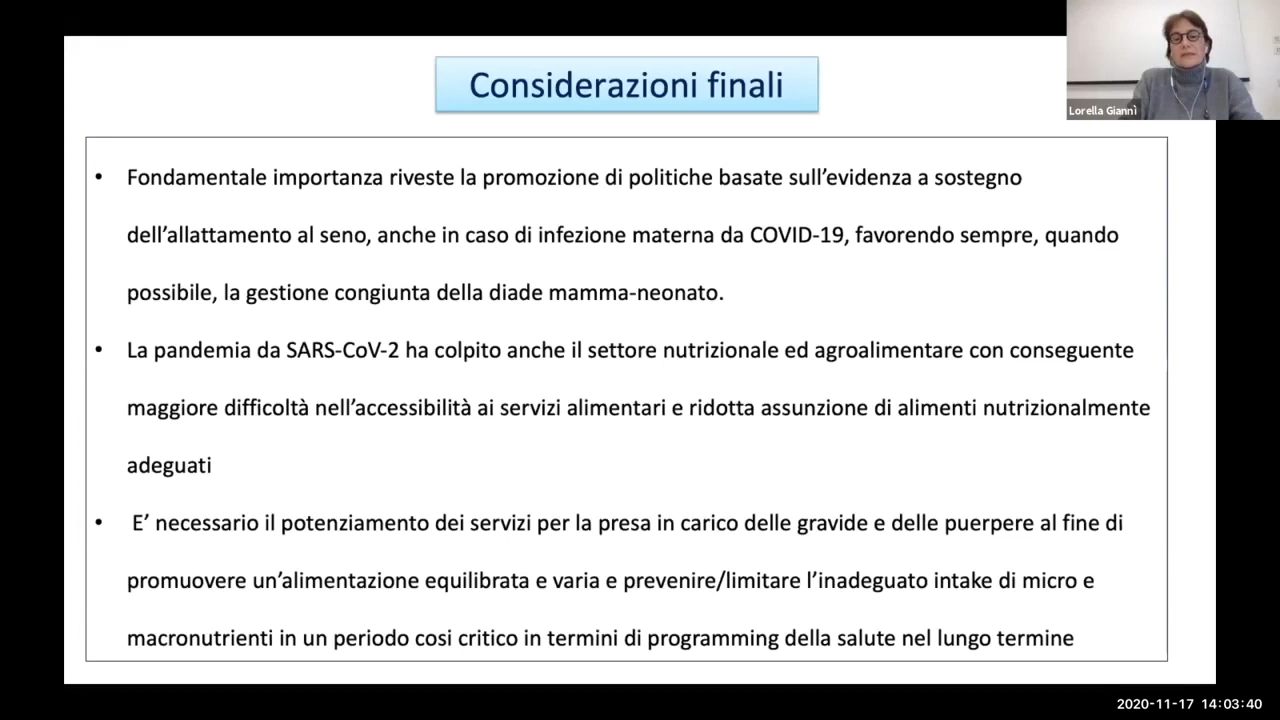 Considerazioni finali
Lorella Giannì
• Fondamentale importanza riveste la promozione di politiche basate sull’evidenza a sostegno
dell’allattamento al seno, anche in caso di infezione materna da COVID-19, favorendo sempre, quando
possibile, la gestione congiunta della diade mamma-neonato.
• La pandemia da SARS-CoV-2 ha colpito anche il settore nutrizionale ed agroalimentare con conseguente
maggiore difficoltà nell’accessibilità ai servizi alimentari e ridotta assunzione di alimenti nutrizionalmente
adeguati
• E’ necessario il potenziamento dei servizi per la presa in carico delle gravide e delle puerpere al fine di
promuovere un’alimentazione equilibrata e varia e prevenire/limitare l’inadeguato intake di micro e
macronutrienti in un periodo cosi critico in termini di programming della salute nel lungo termine
2020-11-17 14:03:40